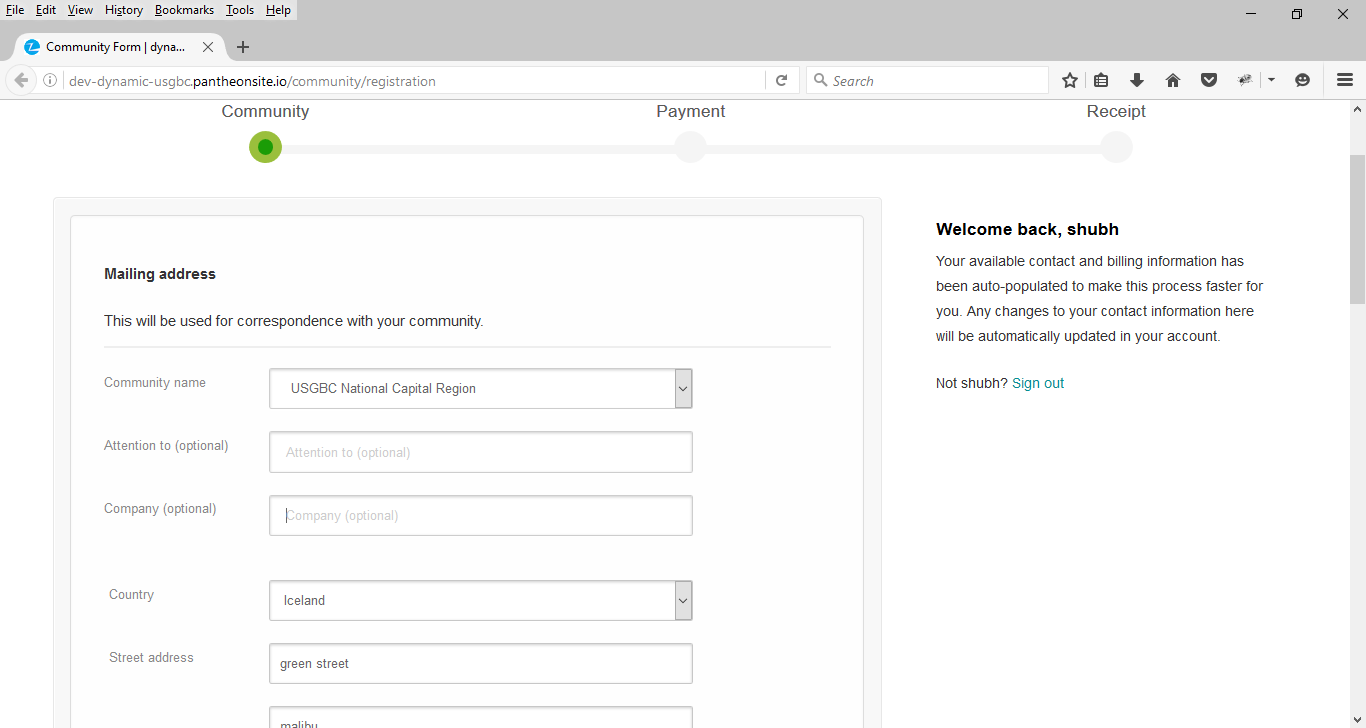 File Edit View History Bookmarks Tools Help
Community Form | dyna...
dev-dynamic-usgbc.pantheonsite.io/community/registration
Search
Community Payment Receipt
Mailing address
This will be used for correspondence with your community.
Community name
USGBC National Capital Region
Attention to (optional)
Attention to (optional)
Company (optional)
Company (optional)
Country
Iceland
Street address
green street
malibu
Welcome back, shubh
Your available contact and billing information has
been auto-populated to make this process faster for
you. Any changes to your contact information here
will be automatically updated in your account.
Not shubh? Sign out